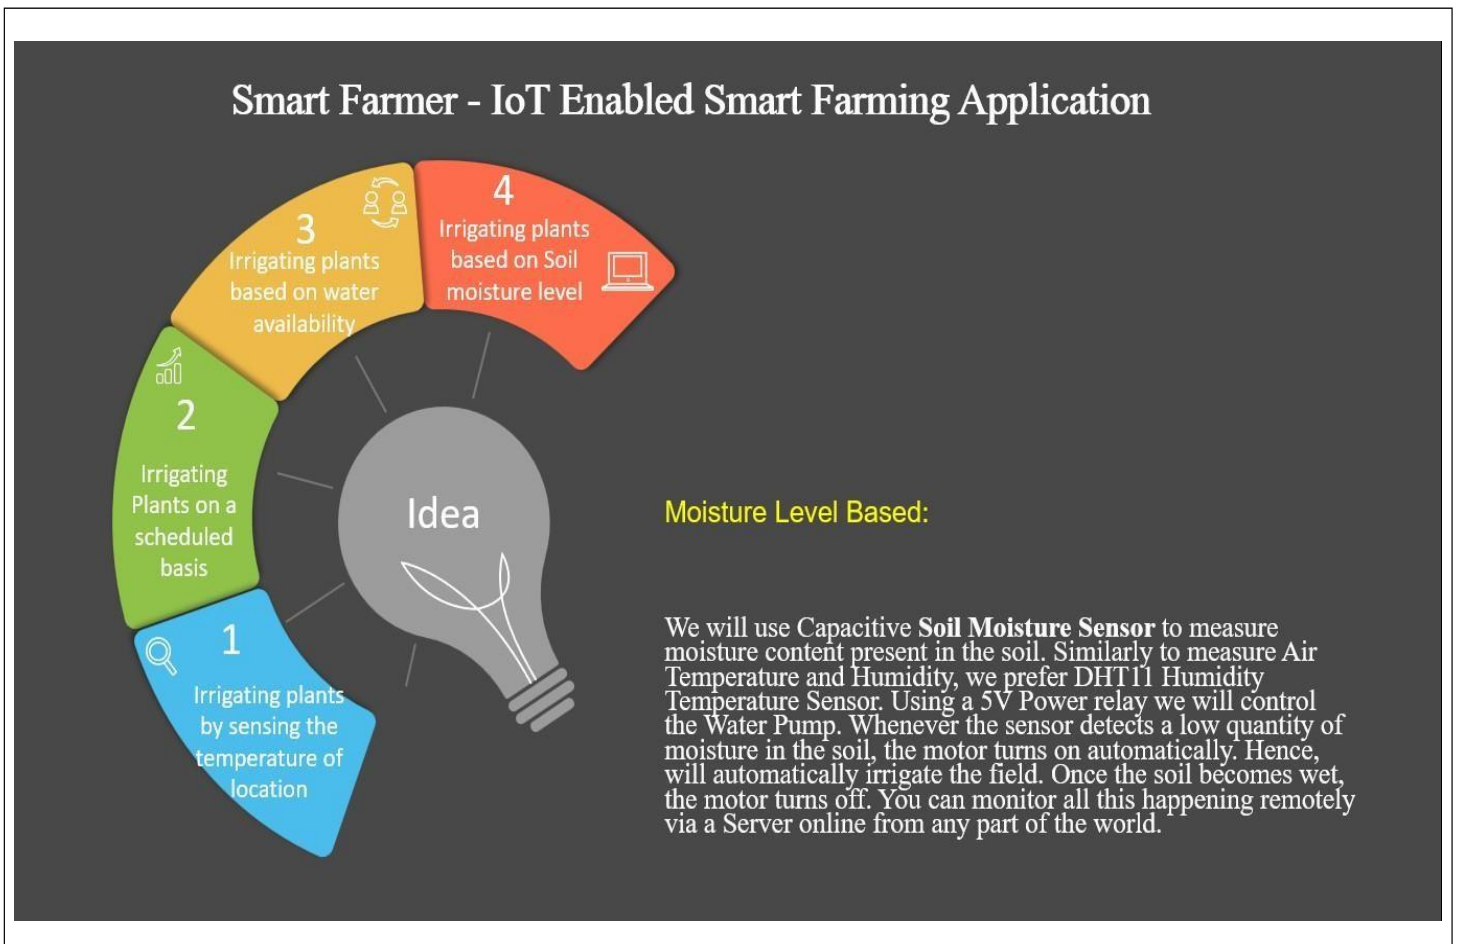 Smart Farmer - IoT Enabled Smart Farming Application
4
Irrigating plants
based on Soil
moisture level
3
Irrigating plants
based on water
availability
2
Irrigating
Plants on a
scheduled
basis
1
Irrigating plants
by sensing the
temperature of
location
Idea
Moisture Level Based:
We will use Capacitive Soil Moisture Sensor to measure
moisture content present in the soil. Similarly to measure Air
Temperature and Humidity, we prefer DHT11 Humidity
Temperature Sensor. Using a 5V Power relay we will control
the Water Pump. Whenever the sensor detects a low quantity of
moisture in the soil, the motor turns on automatically. Hence,
will automatically irrigate the field. Once the soil becomes wet,
the motor turns off. You can monitor all this happening remotely
via a Server online from any part of the world.